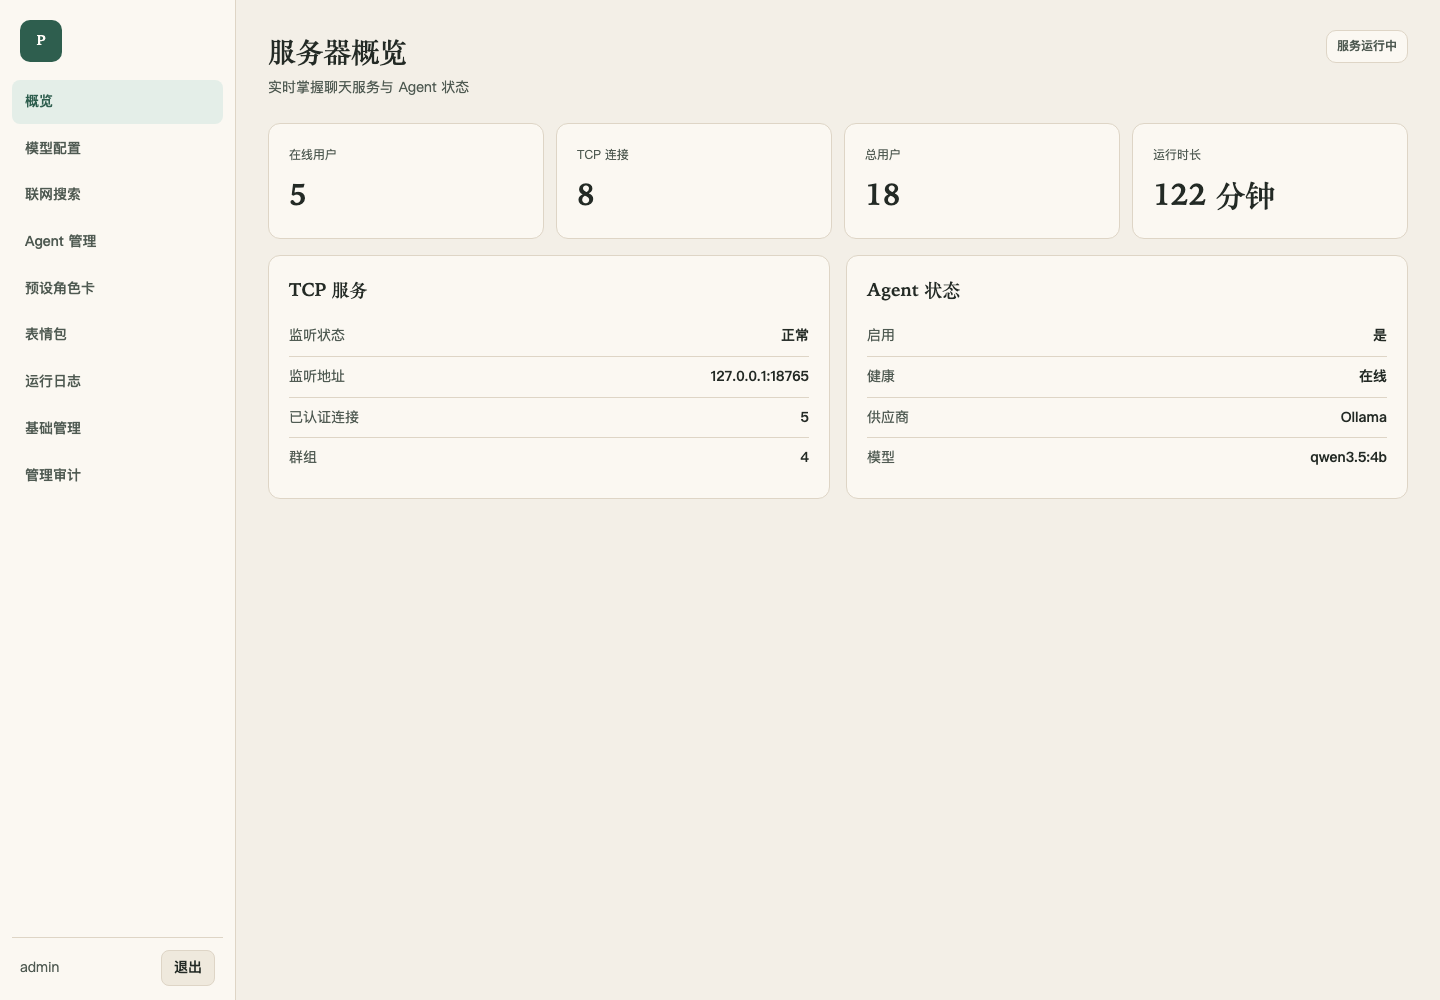 P
概览
模型配置
联网搜索
Agent 管理
预设角色卡
表情包
运行日志
基础管理
管理审计
admin
退出
服务器概览
实时掌握聊天服务与 Agent 状态
服务运行中
在线用户
5
TCP 连接
8
总用户
18
运行时长
122 分钟
TCP 服务
监听状态 正常
监听地址 127.0.0.1:18765
已认证连接 5
群组 4
Agent 状态
启用 是
健康 在线
供应商 Ollama
模型 qwen3.5:4b